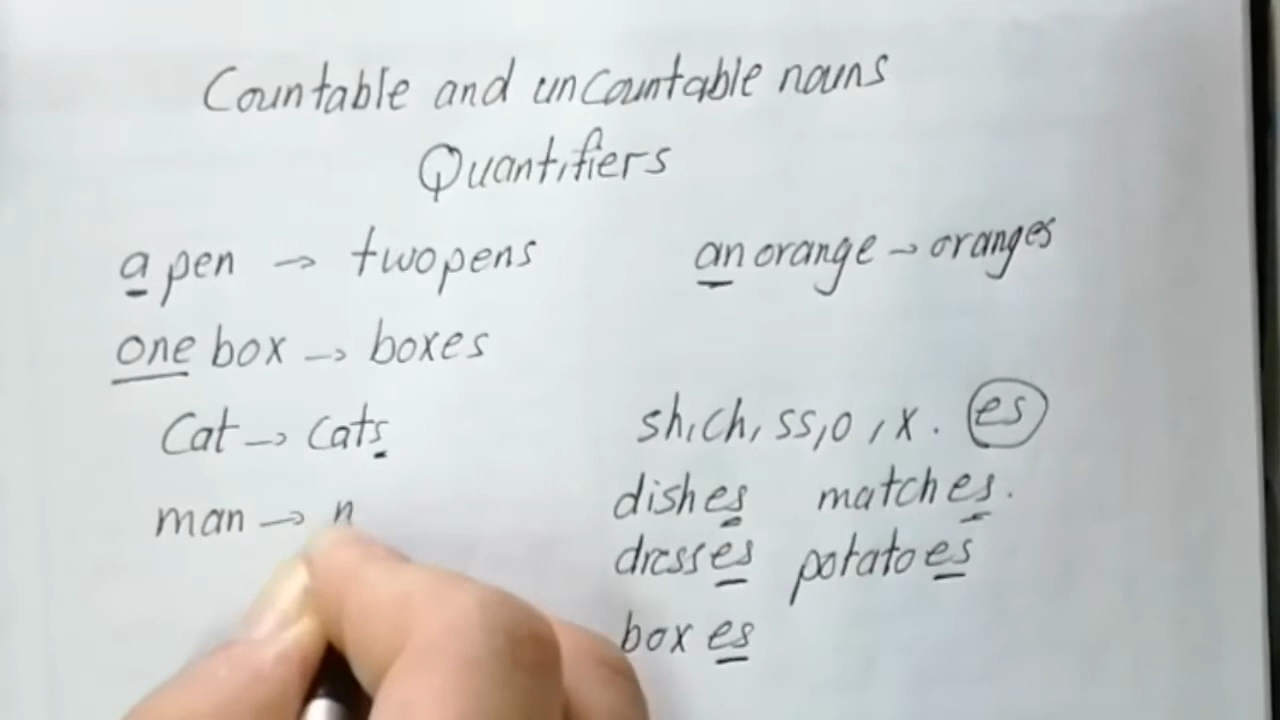 Countable and uncountable nouns
Quantifiers
a pen → two pens
an orange → oranges
one box → boxes
Cat → cats
sh, ch, ss, o, x. es
man →
dishes matches.
dresses potatoes
boxes